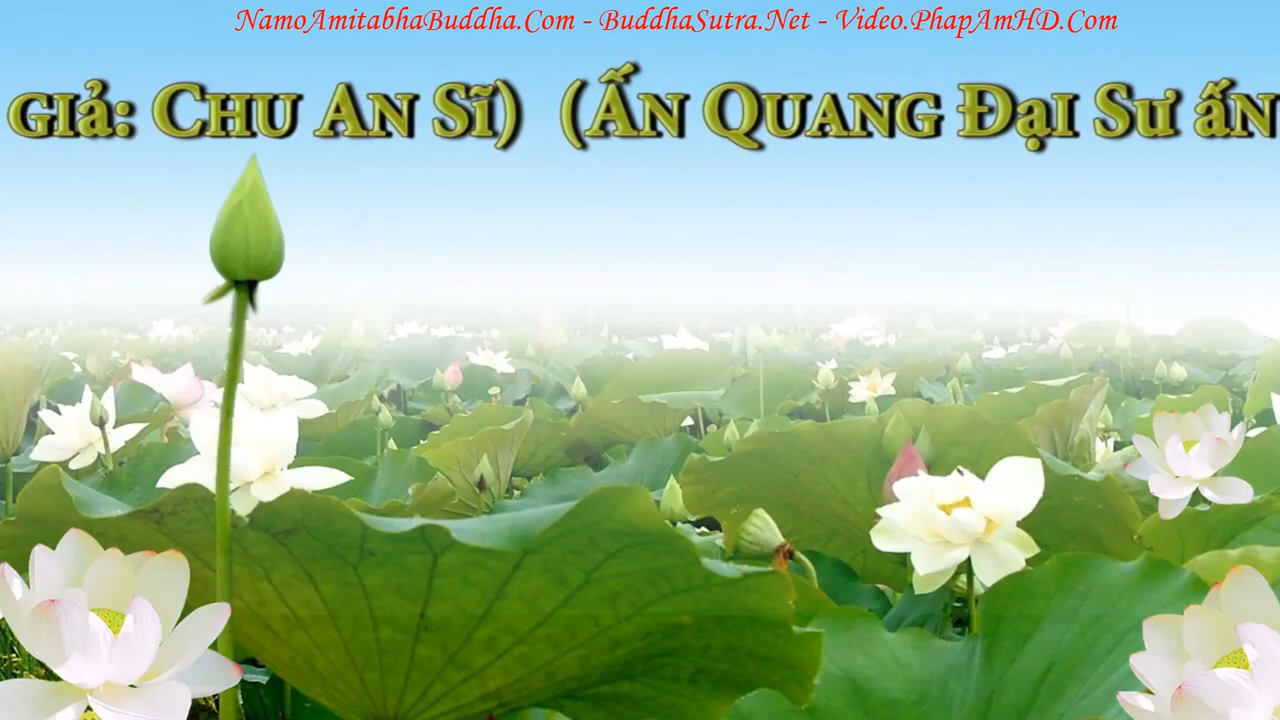 NamoAmitabhaBuddha.Com - BuddhaSutra.Net - Video.PhapAmHD.Com
giả: Chu An Sĩ) (Ấn Quang Đại Sư ấn